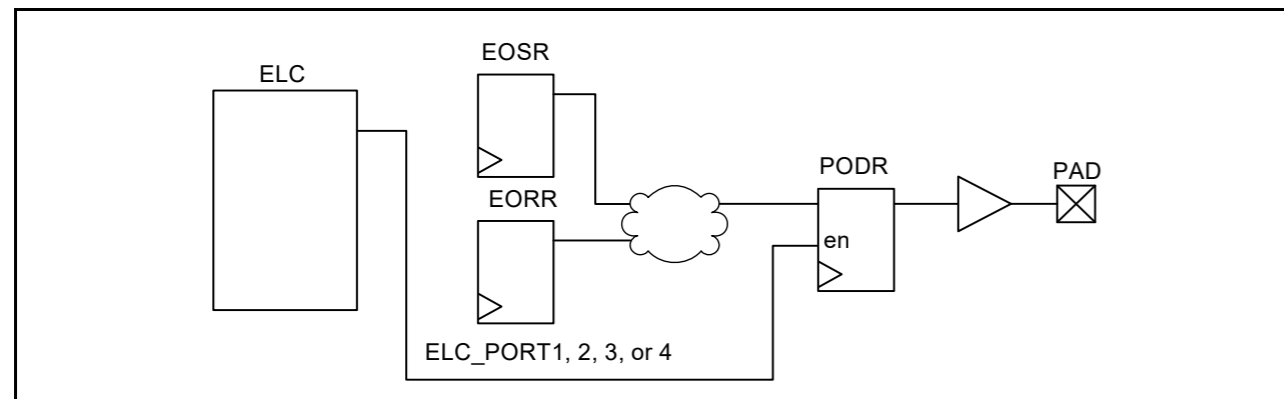 ELC
EOSR
EORR
PODR
en
PAD
ELC_PORT1, 2, 3, or 4